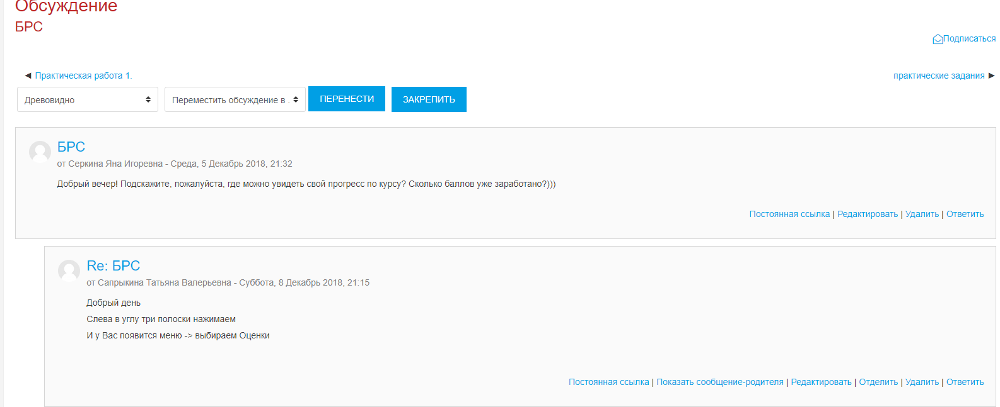 Обсуждение
БРС
Подписаться
◄ Практическая работа 1.
практические задания ►
Древовидно
Переместить обсуждение в .
ПЕРЕНЕСТИ
ЗАКРЕПИТЬ
БРС
от Серкина Яна Игоревна - Среда, 5 Декабрь 2018, 21:32
Добрый вечер! Подскажите, пожалуйста, где можно увидеть свой прогресс по курсу? Сколько баллов уже заработано?)))
Постоянная ссылка | Редактировать | Удалить | Ответить
Re: БРС
от Сапрыкина Татьяна Валерьевна - Суббота, 8 Декабрь 2018, 21:15
Добрый день
Слева в углу три полоски нажимаем
И у Вас появится меню -> выбираем Оценки
Постоянная ссылка | Показать сообщение-родителя | Редактировать | Отделить | Удалить | Ответить